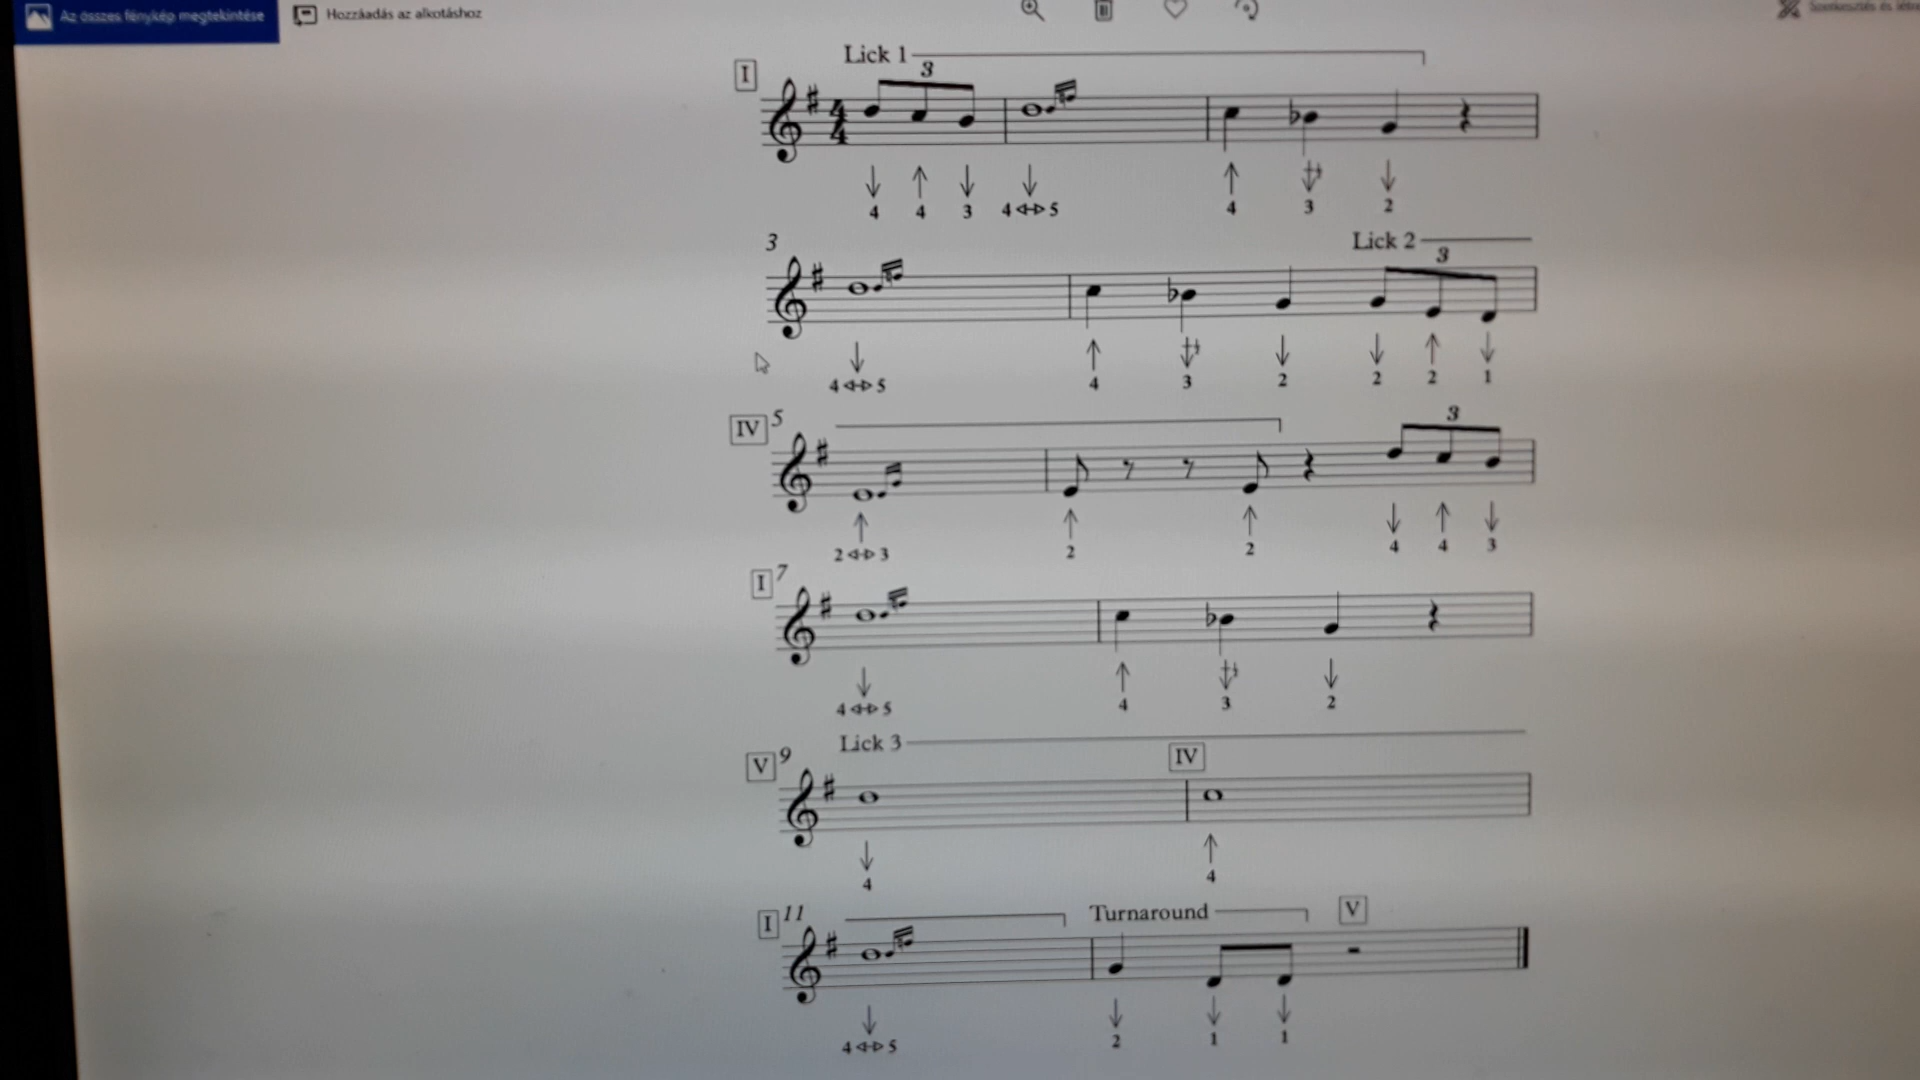 Az összes fénykép megtekintése Hozzáadás az alkotáshoz
I Lick 1 3
4 4
↓ ↑ ↓ ↓ ↑ ↓ ↓
4 4 3 4 ◁▷ 5 4 3 2
3 Lick 2 3
↓ ↑ ↓ ↓ ↓ ↑ ↓
4 ◁▷ 5 4 3 2 2 2 1
IV 5 3
↑ ↑ ↑ ↓ ↑ ↓
2 ◁▷ 3 2 2 4 4 3
I 7
↓ ↑ ↓ ↓
4 ◁▷ 5 4 3 2
Lick 3
V 9 IV
↓ ↑
4 4
I 11 Turnaround V
↓ ↓ ↓ ↓
4 ◁▷ 5 2 1 1